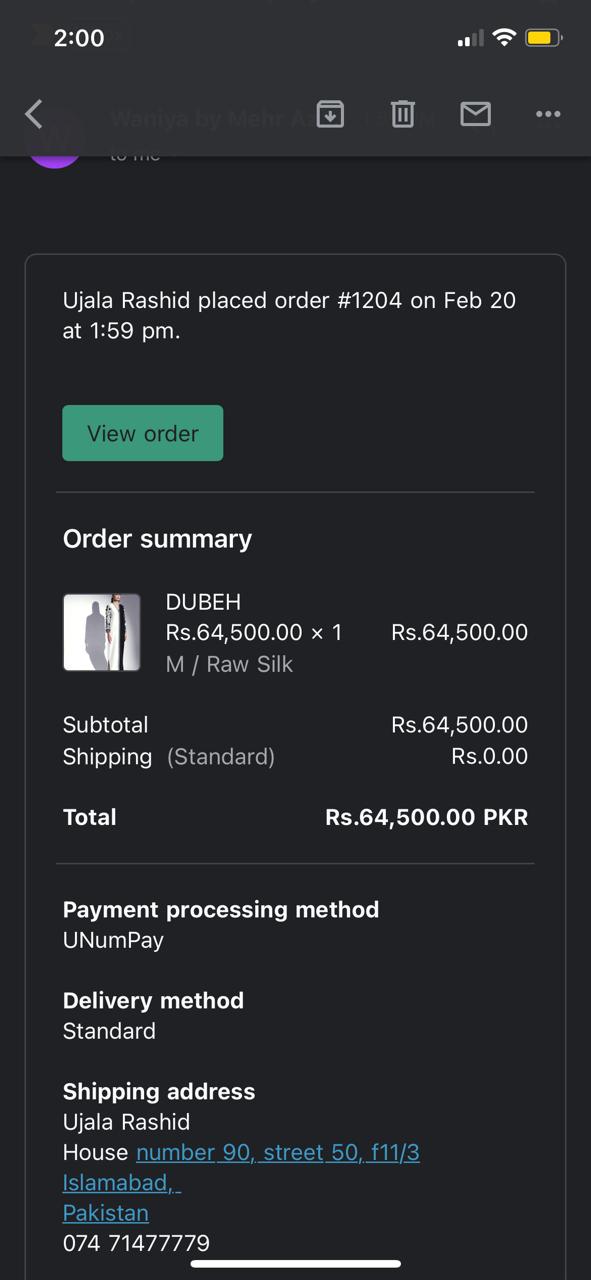 2:00
Waniya by Mehr A
to me
Ujala Rashid placed order #1204 on Feb 20
at 1:59 pm.
View order
Order summary
DUBEH
Rs.64,500.00 × 1 Rs.64,500.00
M / Raw Silk
Subtotal Rs.64,500.00
Shipping (Standard) Rs.0.00
Total Rs.64,500.00 PKR
Payment processing method
UNumPay
Delivery method
Standard
Shipping address
Ujala Rashid
House number 90, street 50, f11/3
Islamabad,
Pakistan
074 71477779